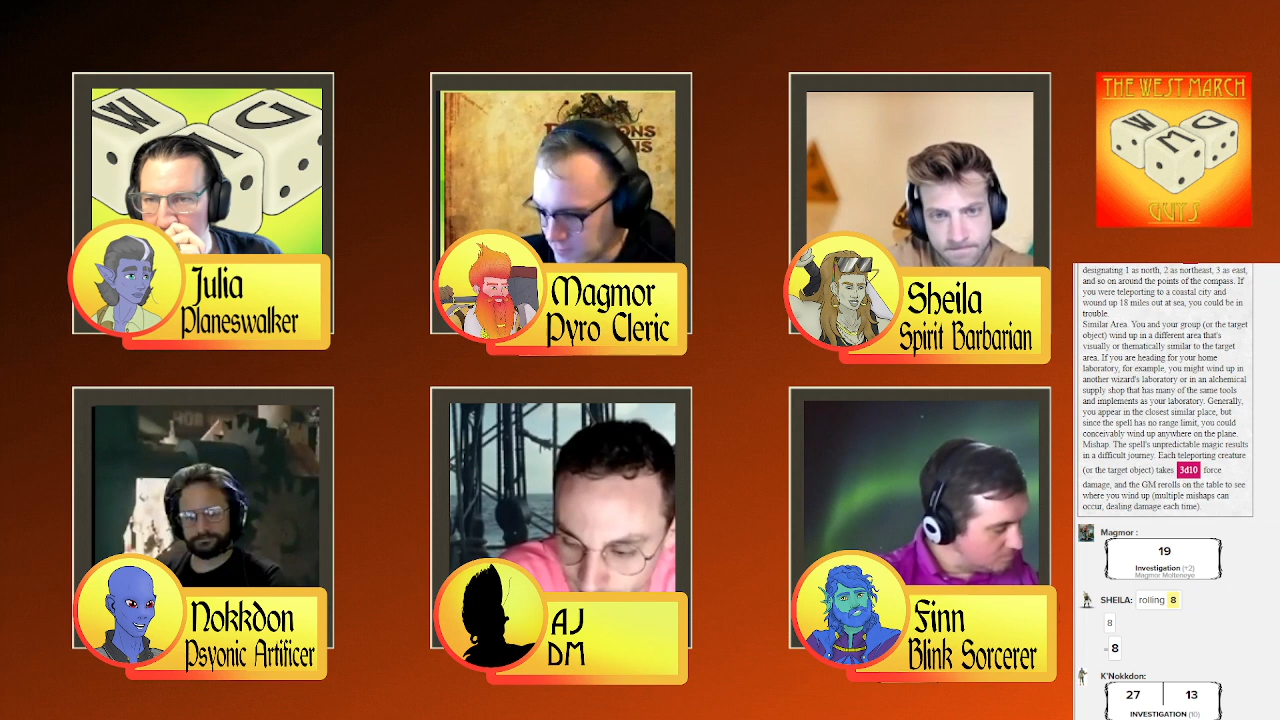 W
G
I
Julia
Planeswalker
Magmor
Pyro Cleric
Sheila
Spirit Barbarian
THE WEST MARCH
W
M
G
GUYS
designating 1 as north, 2 as northeast, 3 as east,
and so on around the points of the compass. If
you were teleporting to a coastal city and
wound up 18 miles out at sea, you could be in
trouble.
Similar Area. You and your group (or the target
object) wind up in a different area that's
visually or thematically similar to the target
area. If you are heading for your home
laboratory, for example, you might wind up in
another wizard's laboratory or in an alchemical
supply shop that has many of the same tools
and implements as your laboratory. Generally,
you appear in the closest similar place, but
since the spell has no range limit, you could
conceivably wind up anywhere on the plane.
Mishap. The spell's unpredictable magic results
in a difficult journey. Each teleporting creature
(or the target object) takes 3d10 force
damage, and the GM rerolls on the table to see
where you wind up (multiple mishaps can
occur, dealing damage each time).
Magmor :
19
Investigation (+2)
Magmor Molteneye
SHEILA: rolling 8
8
=8
K'Nokkdon:
27 13
INVESTIGATION (10)
Nokkdon
Psyonic Artificer
AJ
DM
Finn
Blink Sorcerer